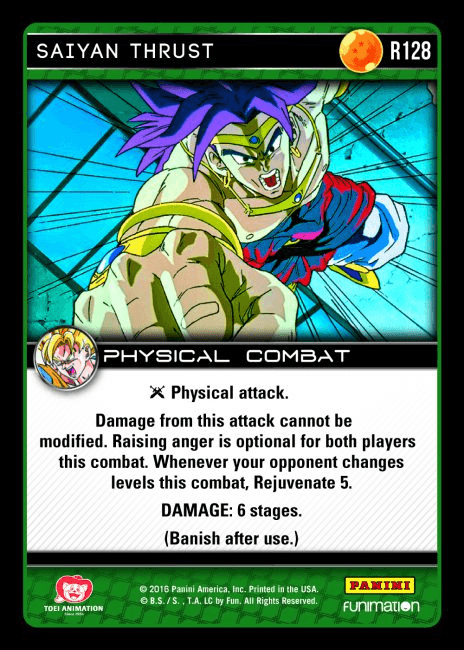 SAIYAN THRUST
R128
PHYSICAL COMBAT
Physical attack.
Damage from this attack cannot be
modified. Raising anger is optional for both players
this combat. Whenever your opponent changes
levels this combat, Rejuvenate 5.
DAMAGE: 6 stages.
(Banish after use.)
TOEI ANIMATION
Since 1956
© 2016 Panini America, Inc. Printed in the USA.
© B.S. / S. , T.A. LC by Fun. All Rights Reserved.
PANINI
FUNIMATION